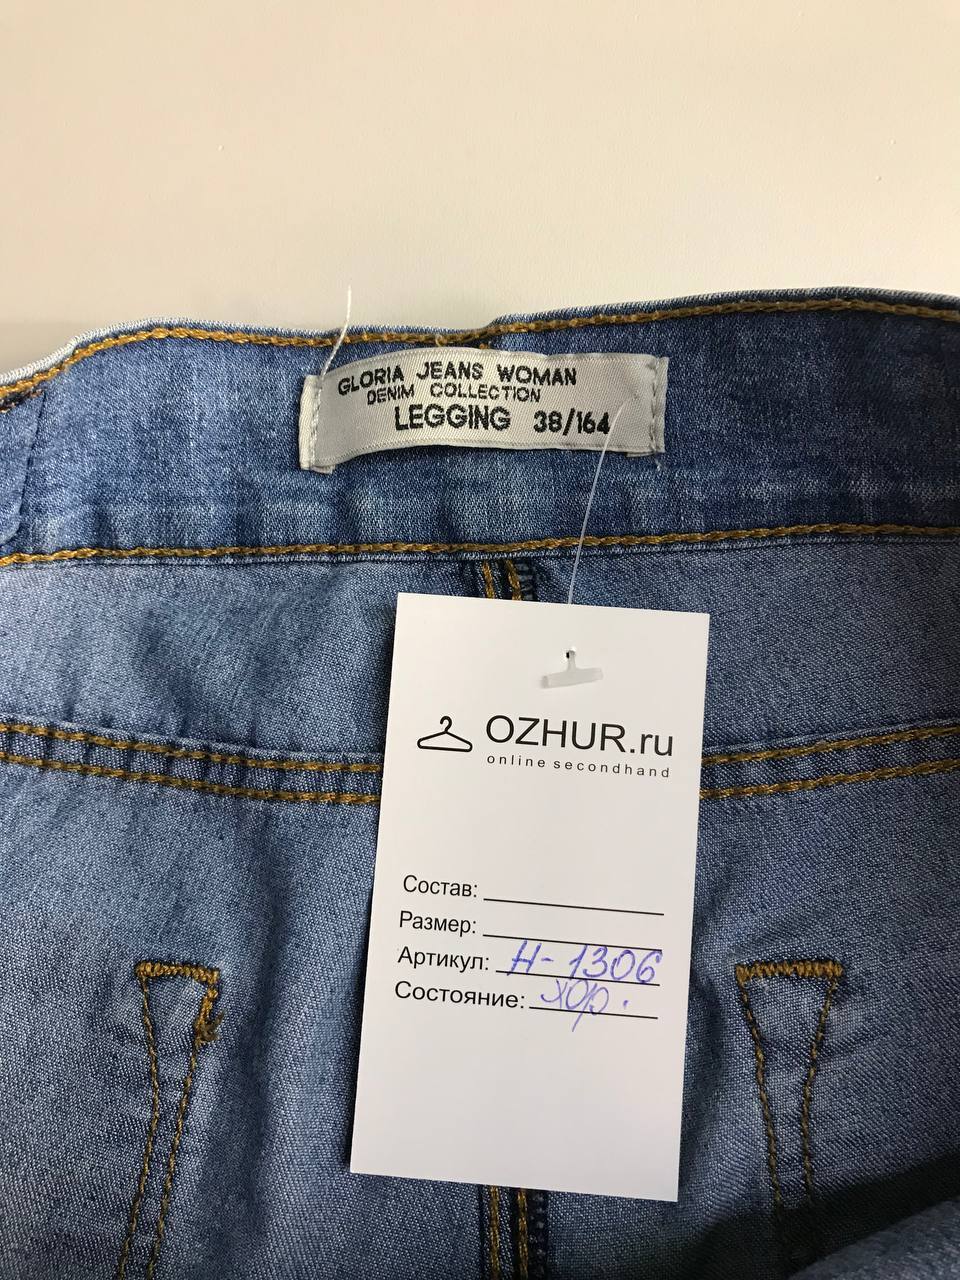 GLORIA JEANS WOMAN
DENIM COLLECTION
LEGGING 38/164
OZHUR.ru
online secondhand
Состав:
Размер:
Артикул: Н-1306
Состояние: хор.